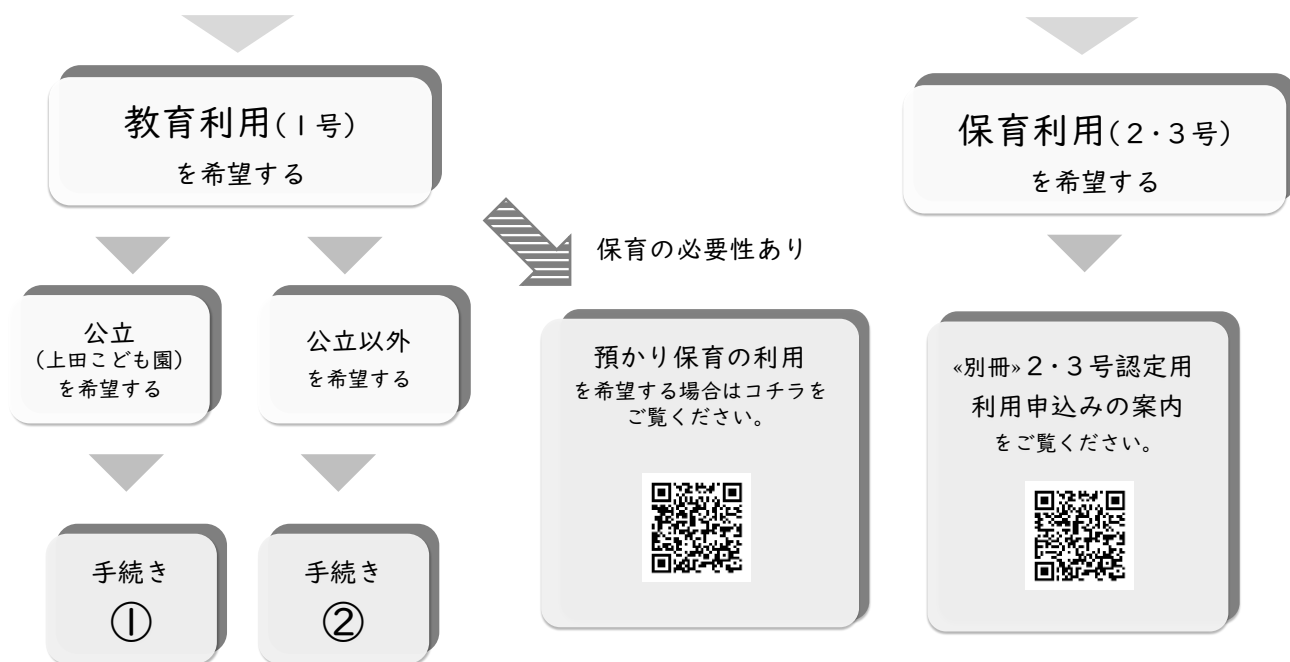 教育利用(1号)
を希望する
保育利用(2・3号)
を希望する
保育の必要性あり
公立
(上田こども園)
を希望する
公立以外
を希望する
預かり保育の利用
を希望する場合はコチラを
ご覧ください。
«別冊»2・3号認定用
利用申込みの案内
をご覧ください。
手続き
①
手続き
②